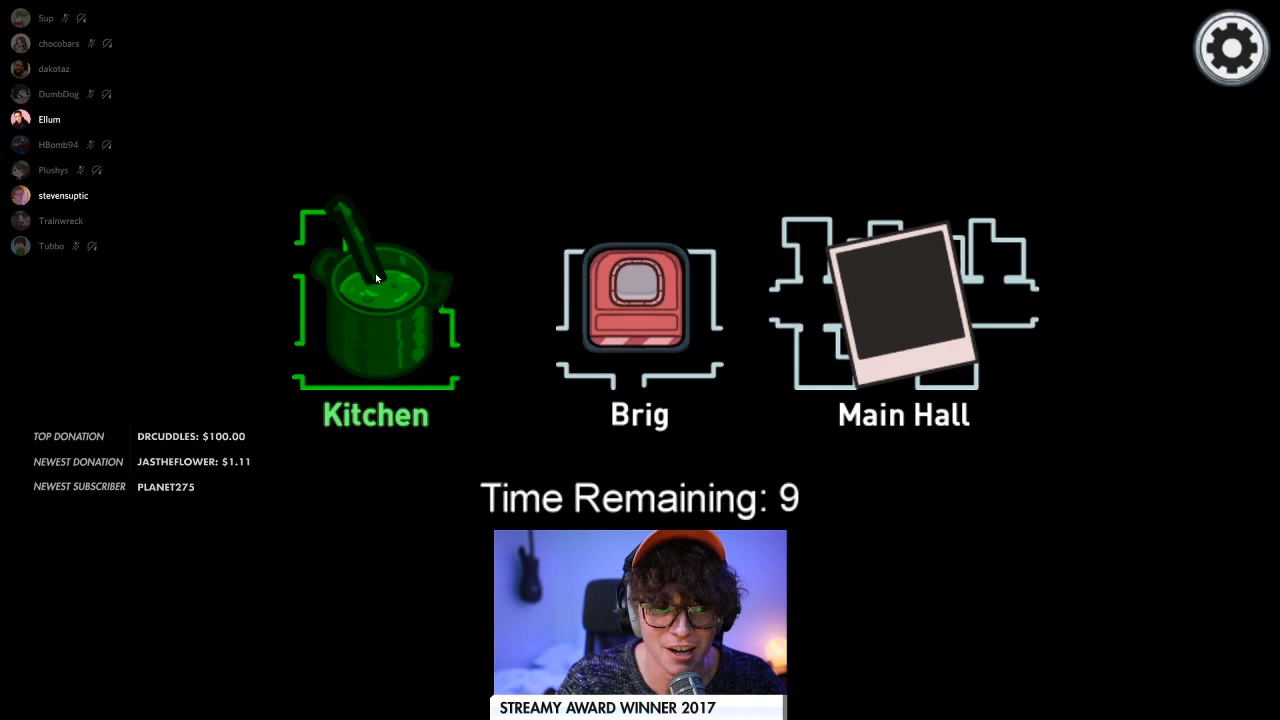 Sup
chocobars
dakotaz
DumbDog
Ellum
HBomb94
Plushys
stevensuptic
Trainwreck
Tubbo
Kitchen
Brig
Main Hall
TOP DONATION DRCUDDLES: $100.00
NEWEST DONATION JASTHEFLOWER: $1.11
NEWEST SUBSCRIBER PLANET275
Time Remaining: 9
STREAMY AWARD WINNER 2017